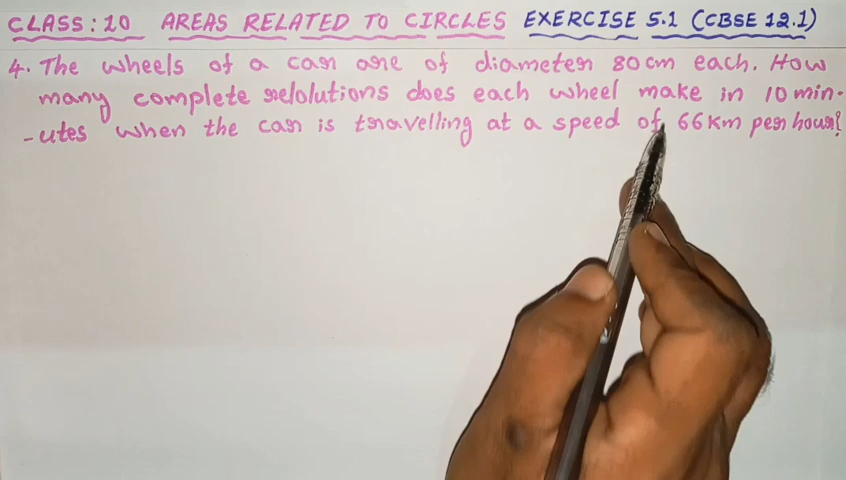 CLASS: 10 AREAS RELATED TO CIRCLES EXERCISE 5.1 (CBSE 12.1)
4. The wheels of a car are of diameter 80 cm each. How
many complete revolutions does each wheel make in 10 min-
-utes when the car is travelling at a speed of 66 km per hour?